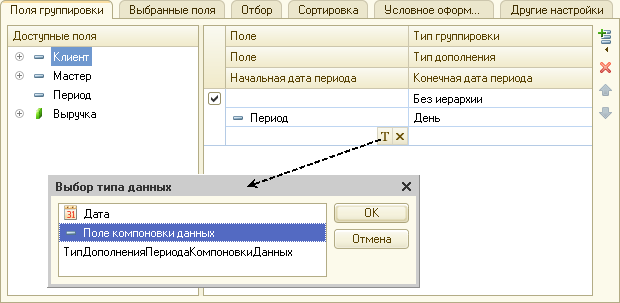 Поля группировки Выбранные поля Отбор Сортировка Условное оформ... Другие настройки
Доступные поля
Клиент
Мастер
Период
Выручка
Поле Тип группировки
Поле Тип дополнения
Начальная дата периода Конечная дата периода
Без иерархии
Период День
T
Выбор типа данных
31 Дата
Поле компоновки данных
ТипДополненияПериодаКомпоновкиДанных
OK
Отмена